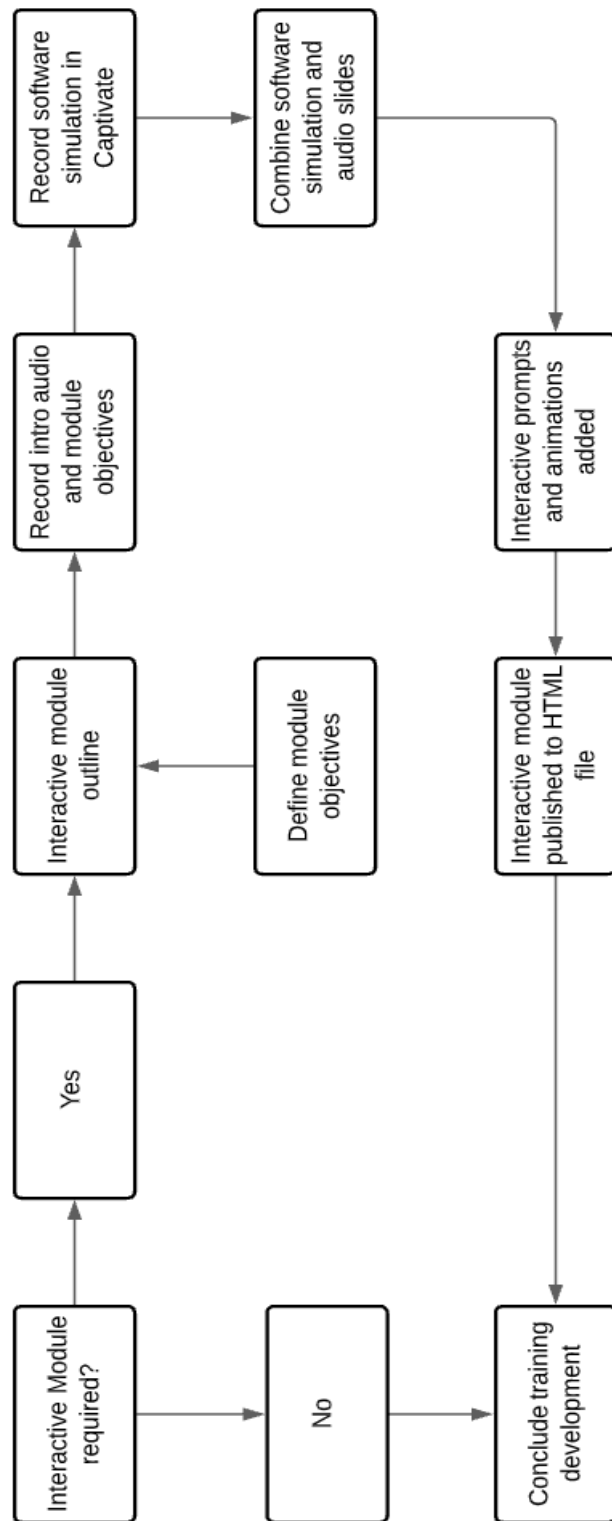 Interactive Module
required?
Yes
Interactive module
outline
Record intro audio
and module
objectives
Record software
simulation in
Captivate
No
Define module
objectives
Combine software
simulation and
audio slides
Conclude training
development
Interactive module
published to HTML
file
Interactive prompts
and animations
added